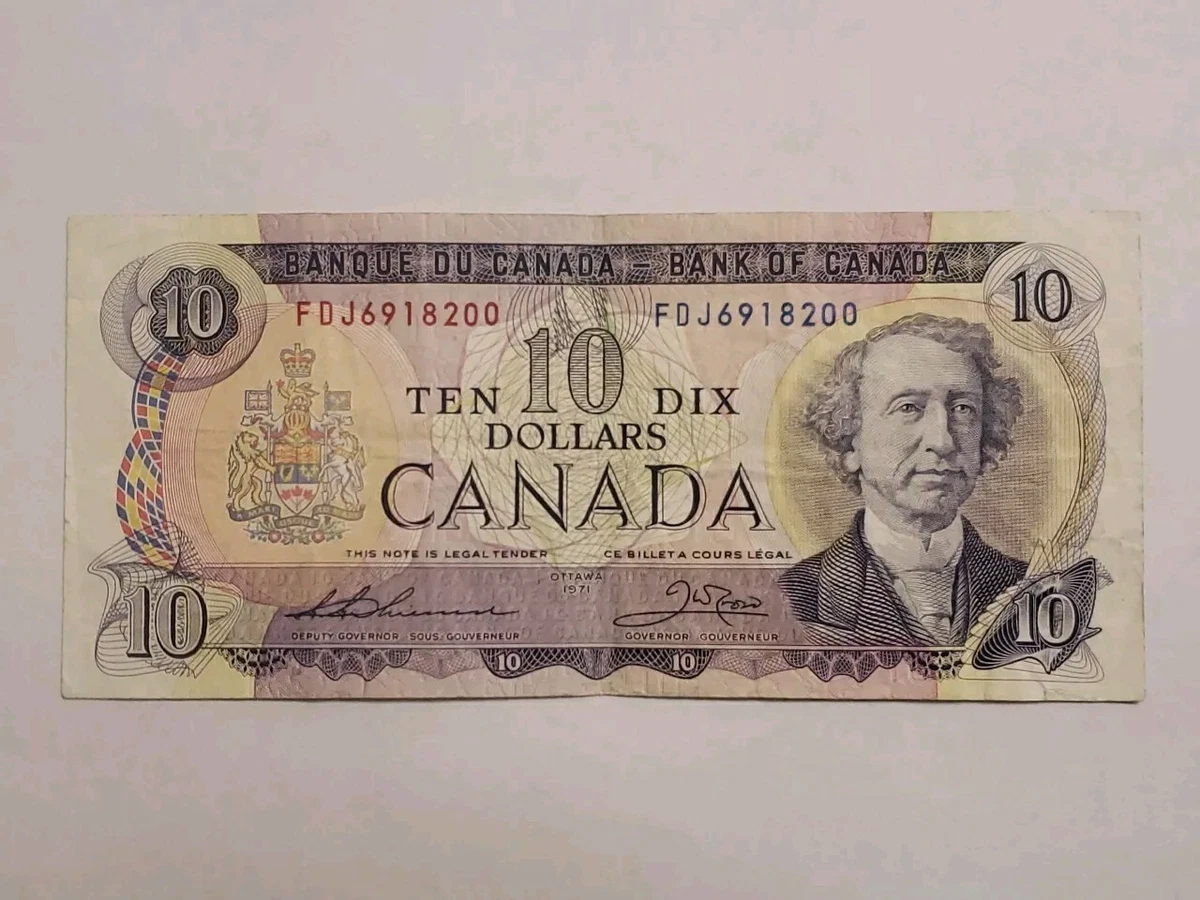 BANQUE DU CANADA – BANK OF CANADA
10 10
FDJ6918200 FDJ6918200
TEN 10 DIX
DOLLARS
CANADA
THIS NOTE IS LEGAL TENDER CE BILLET A COURS LÉGAL
OTTAWA
1971
10 10
DEPUTY GOVERNOR SOUS-GOUVERNEUR GOVERNOR GOUVERNEUR
10 10